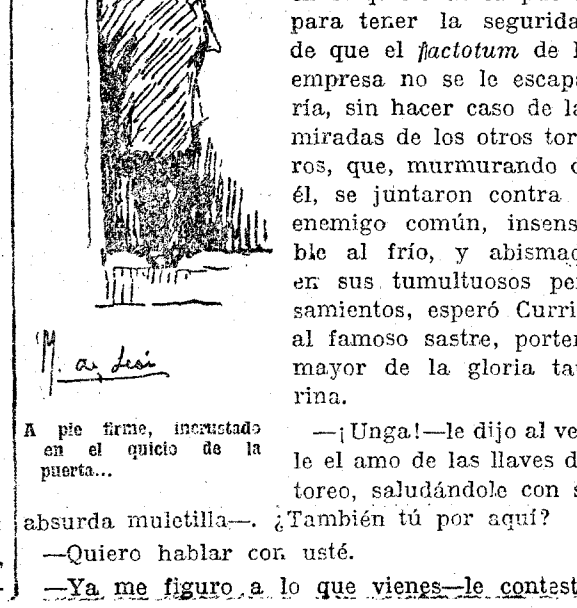 para tener la segurida
de que el factotum de l
empresa no se le escapa
ría, sin hacer caso de la
miradas de los otros tor
ros, que, murmurando
él, se juntaron contra
enemigo común, insens
ble al frío, y abismad
en sus tumultuosos pe
samientos, esperó Curri
al famoso sastre, porte
mayor de la gloria ta
rina.
—¡Unga!—le dijo al ve
le el amo de las llaves d
toreo, saludándole con s
absurda muletilla—. ¿También tú por aquí?
—Quiero hablar con usté.
—Ya me figuro a lo que vienes—le contest
A pie firme, incrustado
en el quicio de la
puerta...